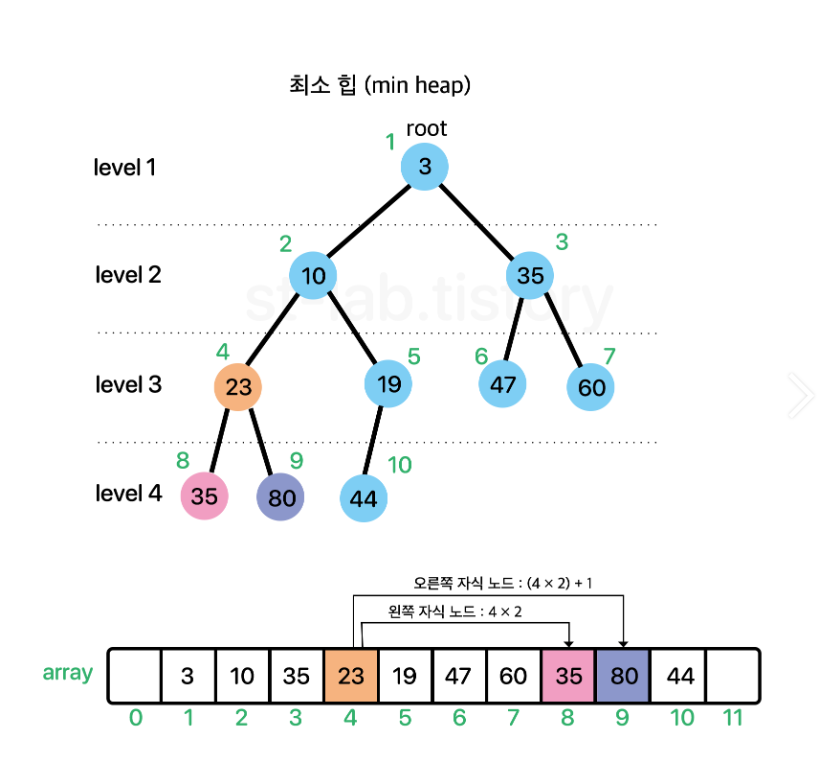 최소 힙 (min heap)
root
1
level 1
3
2
3
level 2
10
35
st-lab.tistory
4
5
6
7
level 3
23
19
47
60
8
9
10
level 4
35
80
44
오른쪽 자식 노드 : (4 × 2) + 1
왼쪽 자식 노드 : 4 × 2
array
3 10 35 23 19 47 60 35 80 44
0 1 2 3 4 5 6 7 8 9 10 11